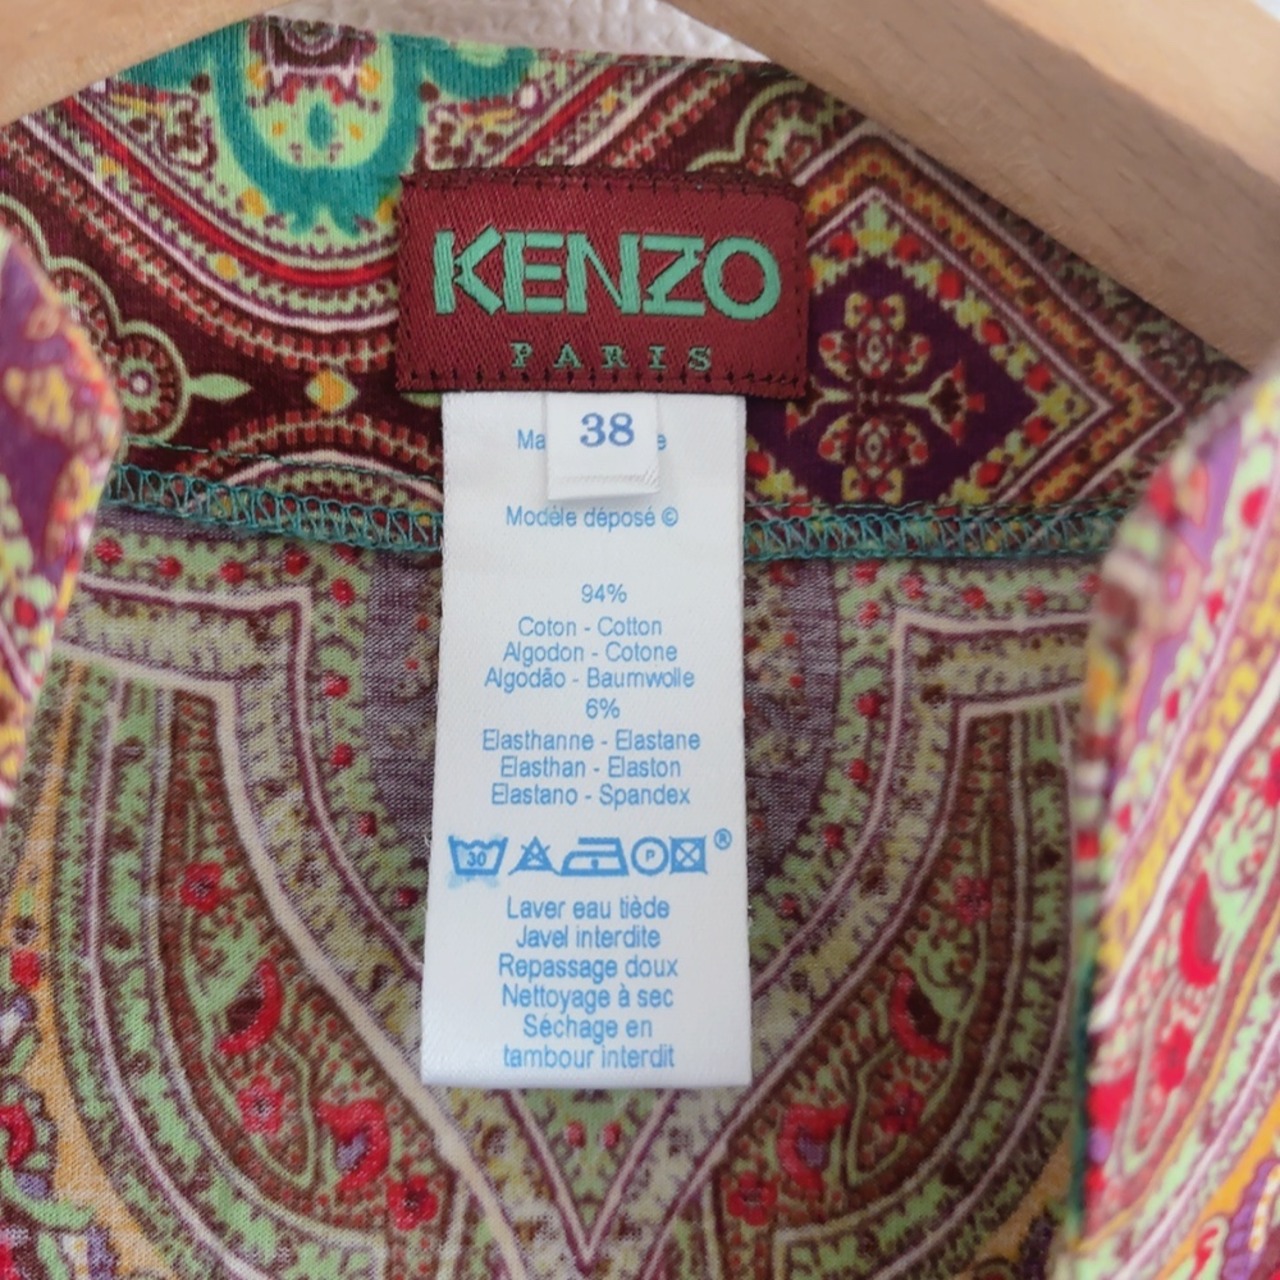 KENZO
PARIS
38
Modèle déposé ©
94%
Coton - Cotton
Algodon - Cotone
Algodão - Baumwolle
6%
Elasthanne - Elastane
Elasthan - Elaston
Elastano - Spandex
30 P ®
Laver eau tiède
Javel interdite
Repassage doux
Nettoyage à sec
Séchage en
tambour interdit